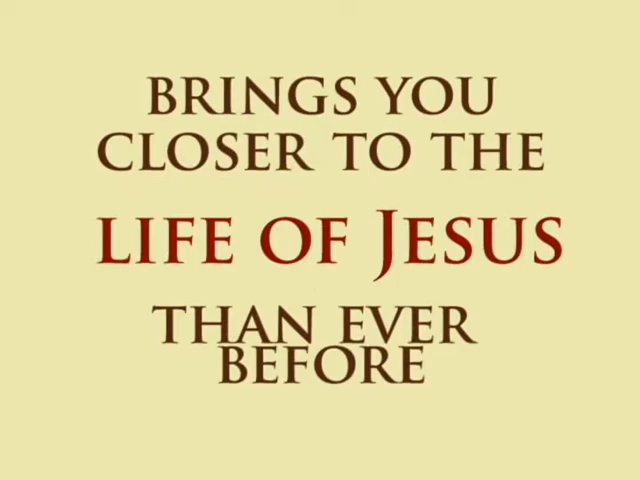 BRINGS YOU
CLOSER TO THE
LIFE OF JESUS
THAN EVER
BEFORE